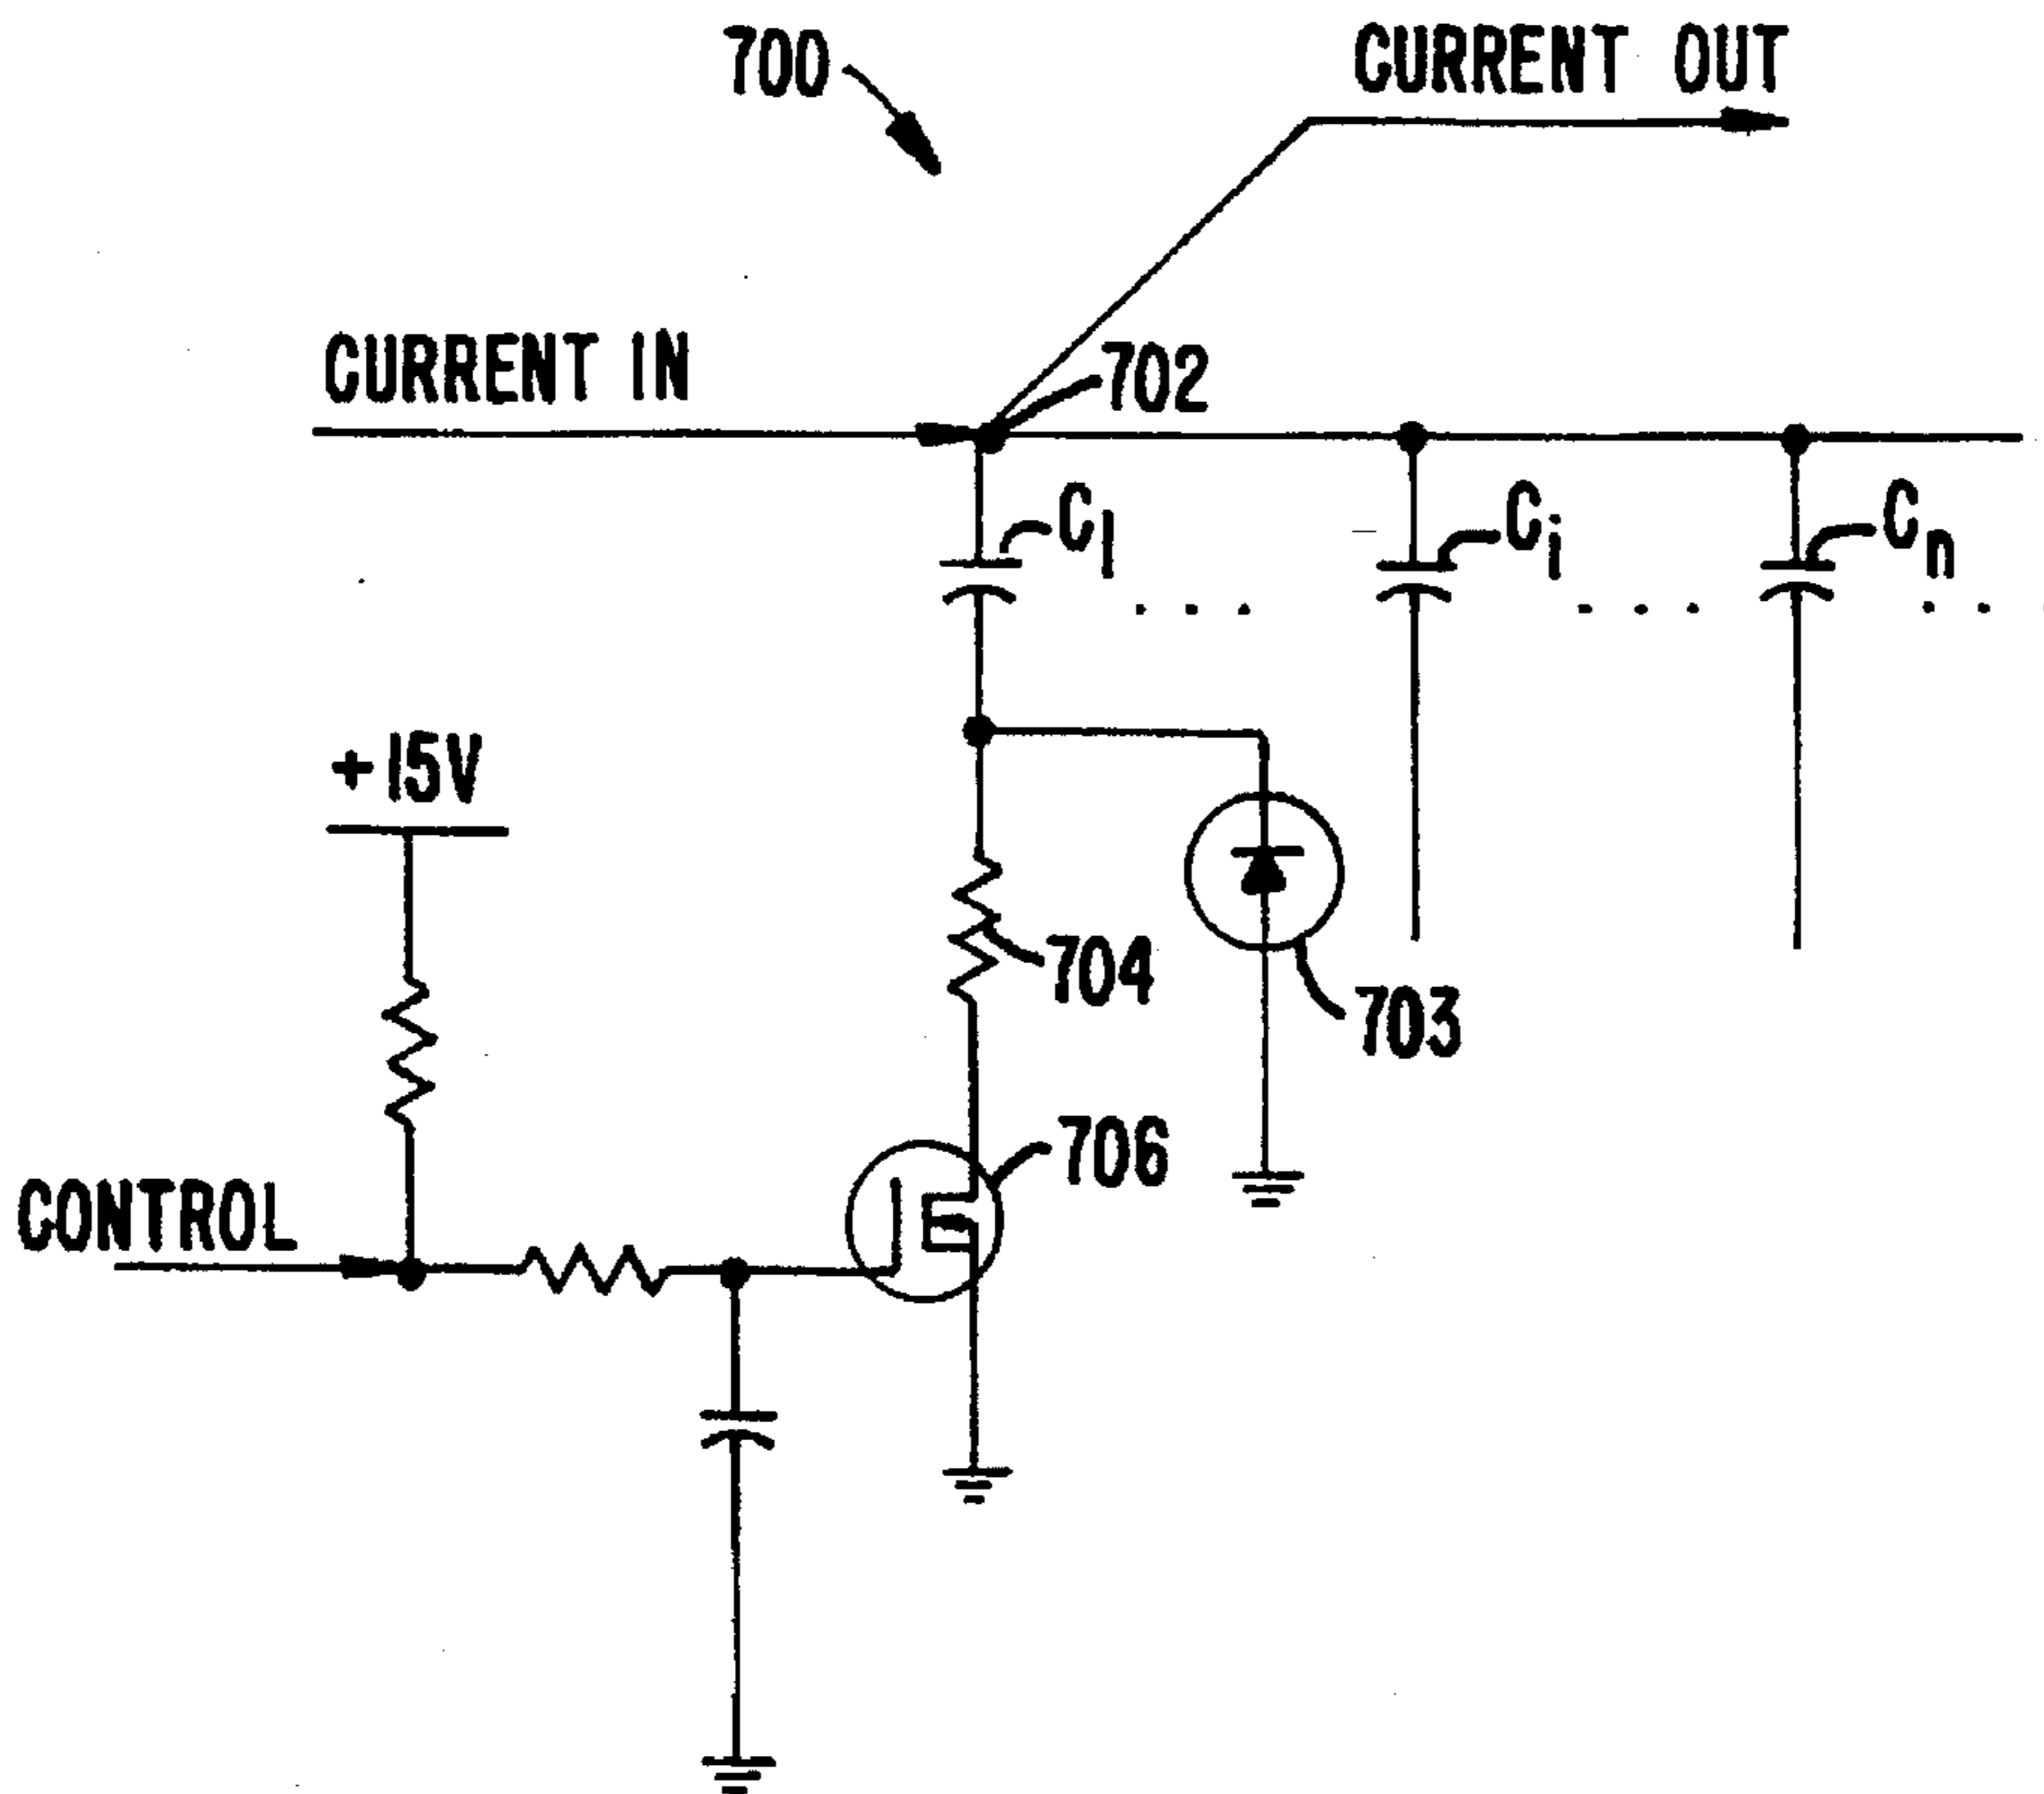 700
CURRENT OUT
CURRENT IN
702
C1
Ci
Cn
+15V
704
703
706
CONTROL